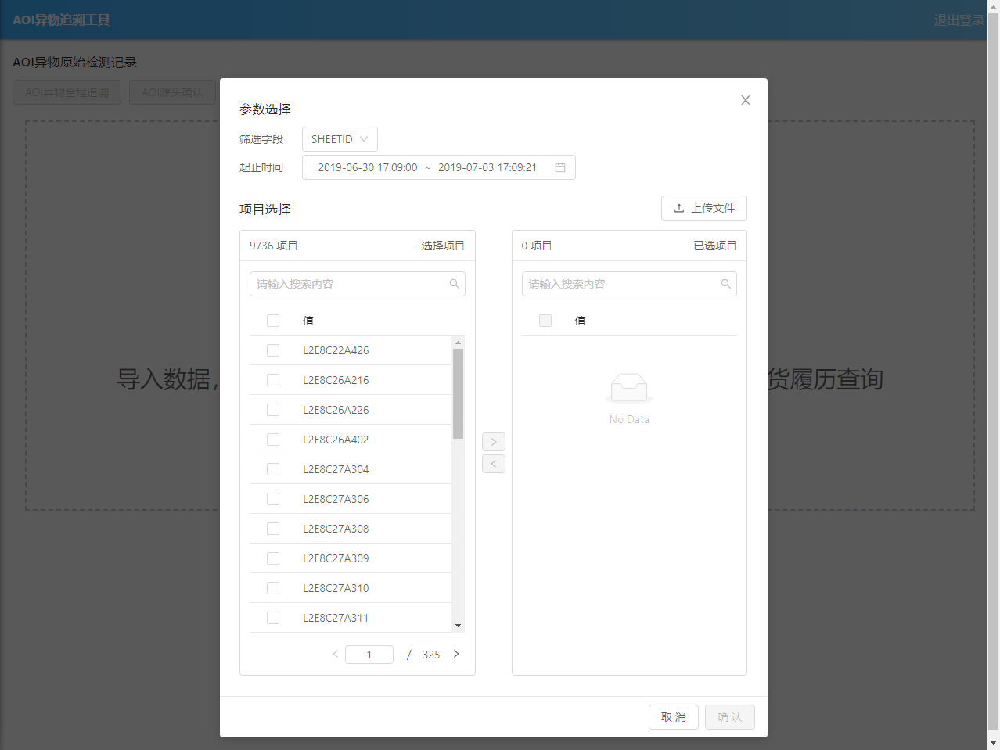 AOI异物追溯工具
退出登录
AOI异物原始检测记录
AOI异物全程追溯
AOI源头确认
导入数据,
货履历查询
参数选择
筛选字段
SHEETID
起止时间
2019-06-30 17:09:00 ~ 2019-07-03 17:09:21
项目选择
上传文件
9736 项目
选择项目
请输入搜索内容
值
L2E8C22A426
L2E8C26A216
L2E8C26A226
L2E8C26A402
L2E8C27A304
L2E8C27A306
L2E8C27A308
L2E8C27A309
L2E8C27A310
L2E8C27A311
1 / 325
0 项目
已选项目
请输入搜索内容
值
No Data
取 消
确 认